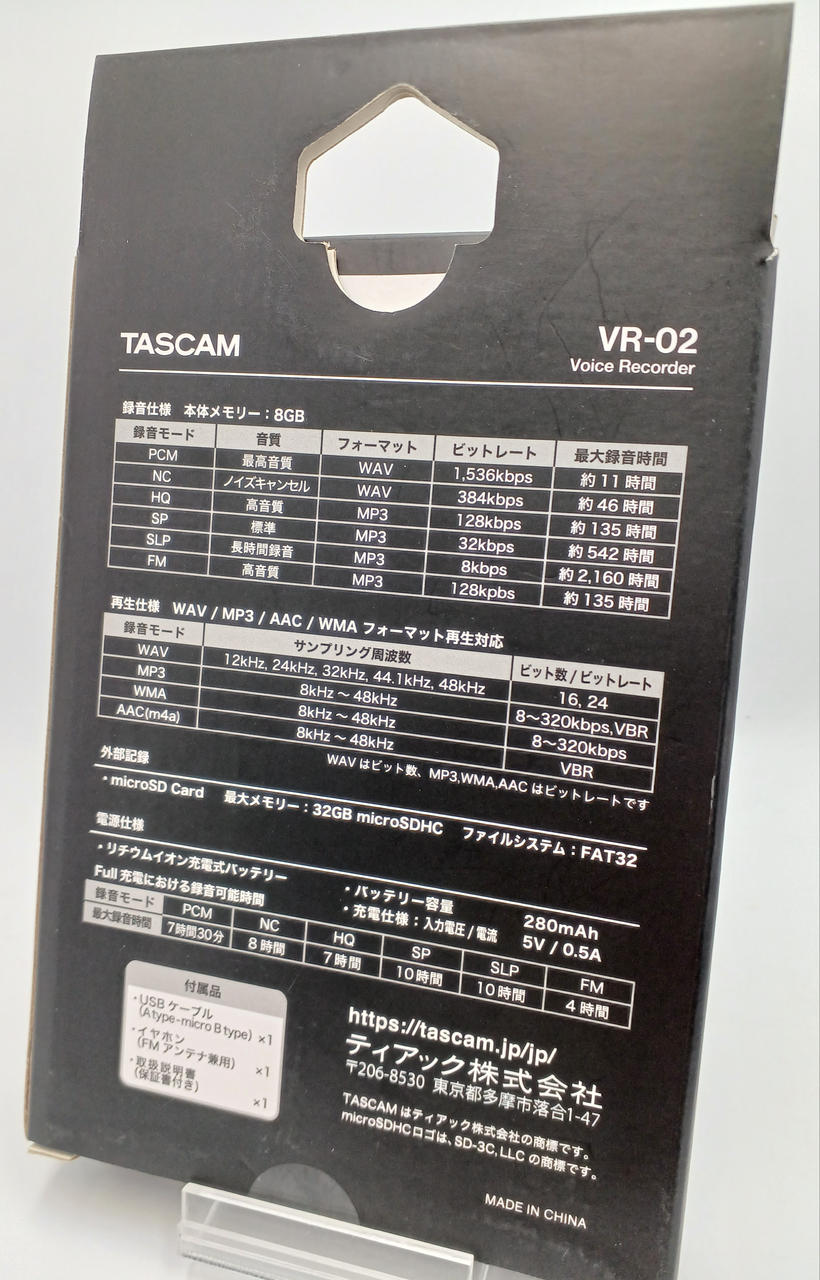 TASCAM
VR-02
Voice Recorder
録音仕様 本体メモリー：8GB
録音モード 音質 フォーマット ビットレート 最大録音時間
PCM 最高音質 WAV 1,536kbps 約 11 時間
NC ノイズキャンセル WAV 384kbps 約 46 時間
HQ 高音質 MP3 128kbps 約 135 時間
SP 標準 MP3 32kbps 約 542 時間
SLP 長時間録音 MP3 8kbps 約 2,160 時間
FM 高音質 MP3 128kpbs 約 135 時間
再生仕様 WAV / MP3 / AAC / WMA フォーマット再生対応
録音モード サンプリング周波数 ビット数 / ビットレート
WAV 12kHz, 24kHz, 32kHz, 44.1kHz, 48kHz 16, 24
MP3 8kHz ～ 48kHz 8～320kbps,VBR
WMA 8kHz ～ 48kHz 8～320kbps
AAC(m4a) 8kHz ～ 48kHz VBR
WAV はビット数、MP3,WMA,AAC はビットレートです
外部記録
・microSD Card 最大メモリー：32GB microSDHC ファイルシステム：FAT32
電源仕様
・リチウムイオン充電式バッテリー ・バッテリー容量 280mAh
・充電仕様：入力電圧 / 電流 5V / 0.5A
Full 充電における録音可能時間
録音モード PCM NC HQ SP SLP FM
最大録音時間 7時間30分 8 時間 7 時間 10 時間 10 時間 4 時間
付属品
・USB ケーブル
（A type-micro B type） ×1
・イヤホン
（FM アンテナ兼用） ×1
・取扱説明書
（保証書付き） ×1
https://tascam.jp/jp/
ティアック株式会社
〒206-8530 東京都多摩市落合1-47
TASCAM はティアック株式会社の商標です。
microSDHCロゴは、SD-3C, LLC の商標です。
MADE IN CHINA